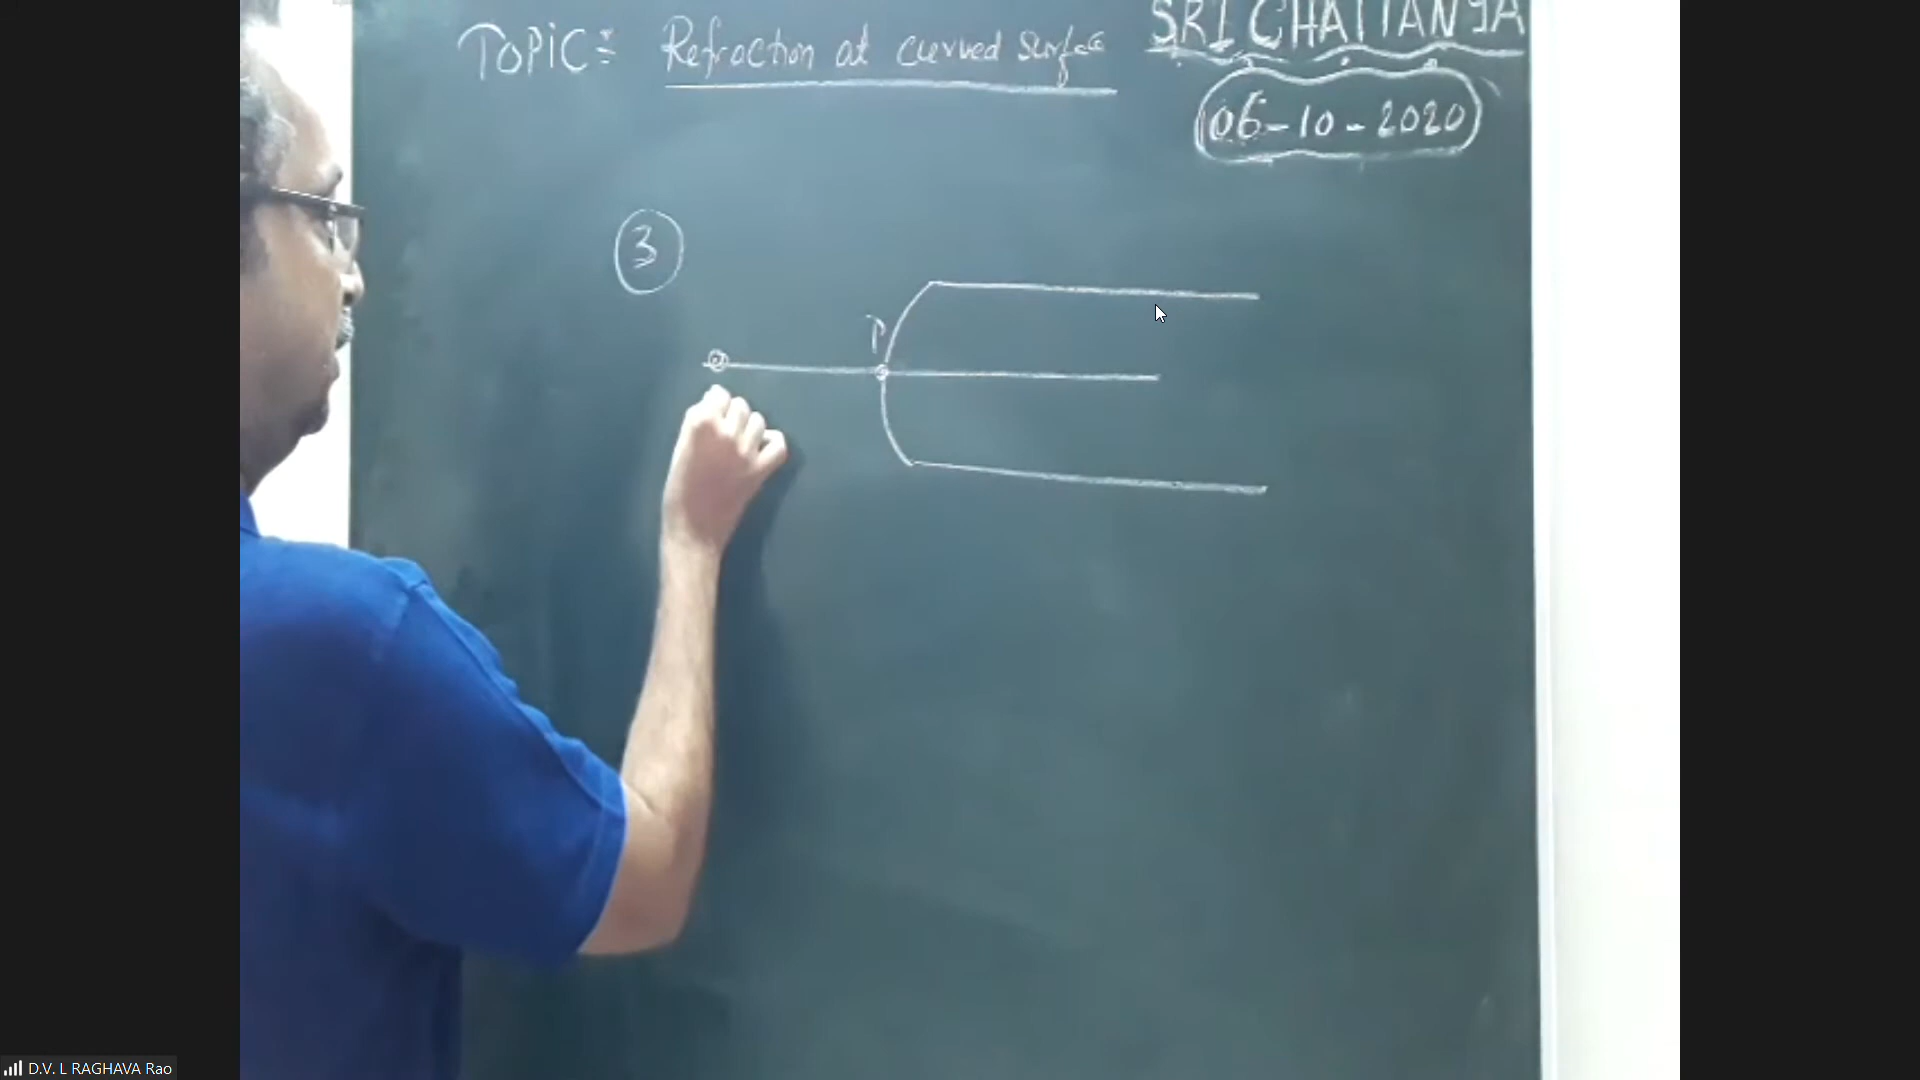 TOPIC:- Refraction at curved surface
SRI CHAITANYA
06-10-2020
3
P
D.V. L RAGHAVA Rao